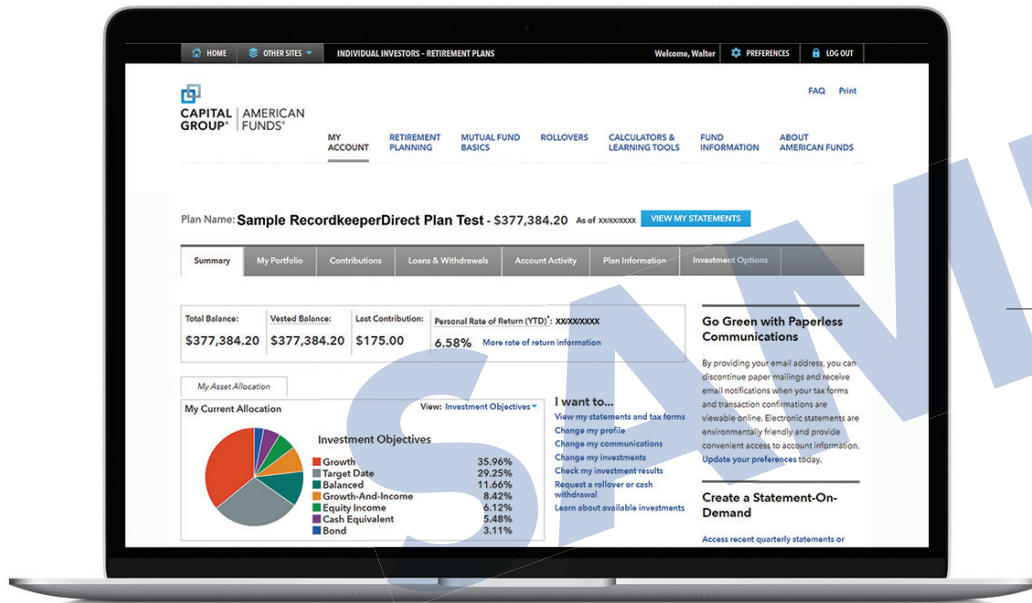 HOME
OTHER SITES
INDIVIDUAL INVESTORS – RETIREMENT PLANS
Welcome, Walter
PREFERENCES
LOG OUT
FAQ Print
CAPITAL GROUP® | AMERICAN FUNDS®
MY ACCOUNT
RETIREMENT PLANNING
MUTUAL FUND BASICS
ROLLOVERS
CALCULATORS & LEARNING TOOLS
FUND INFORMATION
ABOUT AMERICAN FUNDS
Plan Name: Sample RecordkeeperDirect Plan Test - $377,384.20 As of xx/xx/xxxx VIEW MY STATEMENTS
Summary
My Portfolio
Contributions
Loans & Withdrawals
Account Activity
Plan Information
Investment Options
Total Balance:
$377,384.20
Vested Balance:
$377,384.20
Last Contribution:
$175.00
Personal Rate of Return (YTD)*: XX/XX/XXXX
6.58% More rate of return information
My Asset Allocation
My Current Allocation
View: Investment Objectives
Investment Objectives
Growth 35.96%
Target Date 29.25%
Balanced 11.66%
Growth-And-Income 8.42%
Equity Income 6.12%
Cash Equivalent 5.48%
Bond 3.11%
I want to...
View my statements and tax forms
Change my profile
Change my communications
Change my investments
Check my investment results
Request a rollover or cash
withdrawal
Learn about available investments
Go Green with Paperless
Communications
By providing your email address, you can
discontinue paper mailings and receive
email notifications when your tax forms
and transaction confirmations are
viewable online. Electronic statements are
environmentally friendly and provide
convenient access to account information.
Update your preferences today.
Create a Statement-On-
Demand
Access recent quarterly statements or
SAM